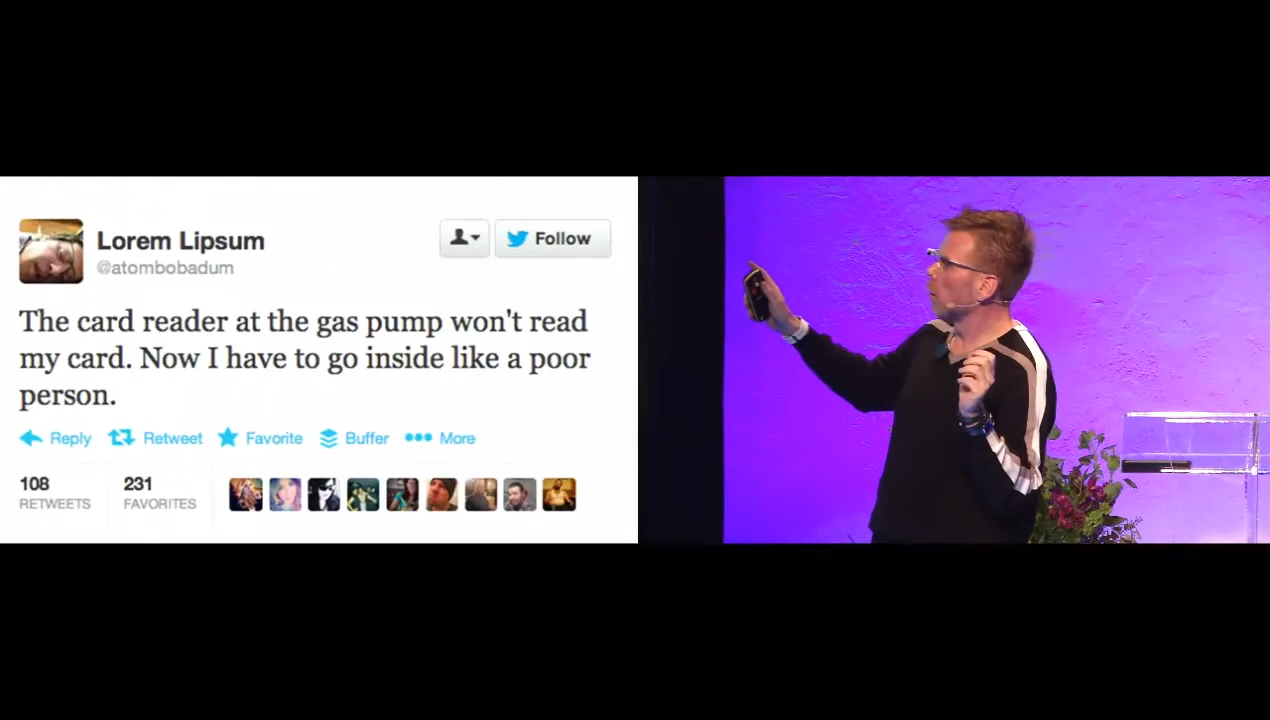 Lorem Lipsum
@atombobadum
Follow
The card reader at the gas pump won't read
my card. Now I have to go inside like a poor
person.
Reply Retweet Favorite Buffer More
108 231
RETWEETS FAVORITES